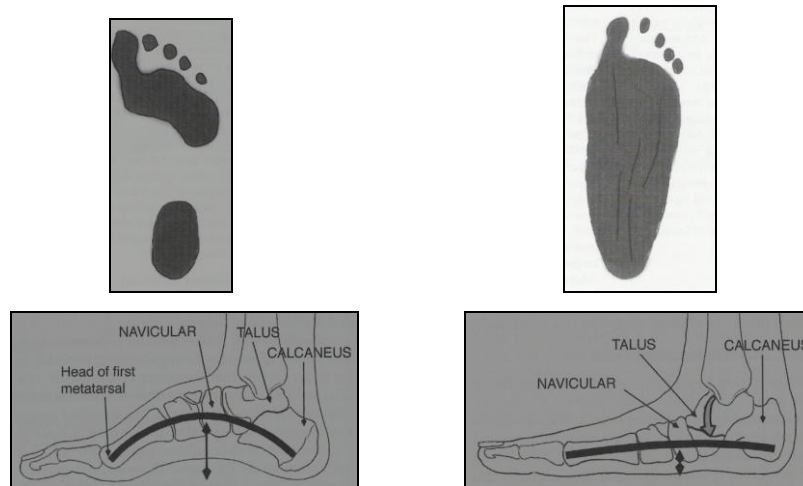 NAVICULAR
TALUS
CALCANEUS
Head of first
metatarsal
TALUS
CALCANEUS
NAVICULAR